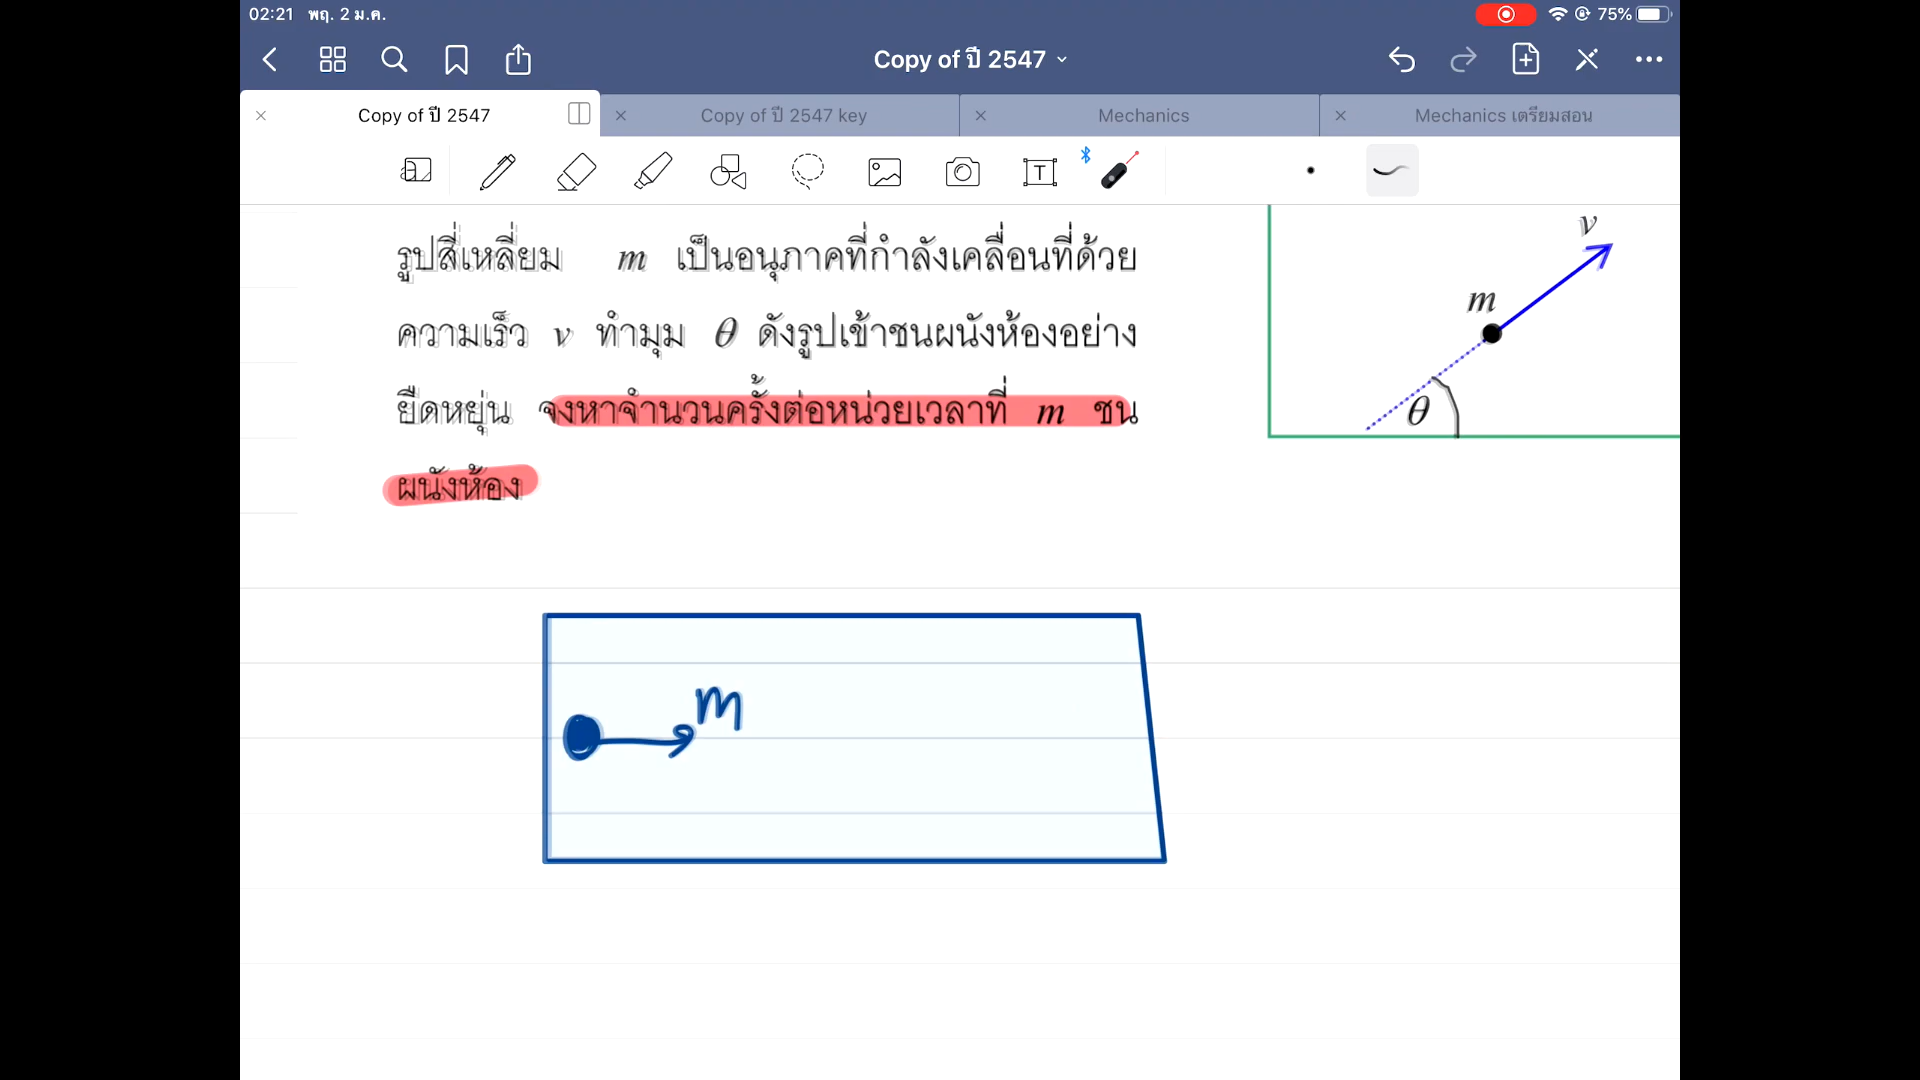 02:21 พฤ. 2 ม.ค.
75%
Copy of ปี 2547
Copy of ปี 2547
Copy of ปี 2547 key
Mechanics
Mechanics เตรียมสอน
รูปสี่เหลี่ยม m เป็นอนุภาคที่กำลังเคลื่อนที่ด้วย
ความเร็ว v ทำมุม θ ดังรูปเข้าชนผนังห้องอย่าง
ยืดหยุ่น จงหาจำนวนครั้งต่อหน่วยเวลาที่ m ชน
ผนังห้อง
v
m
θ
m